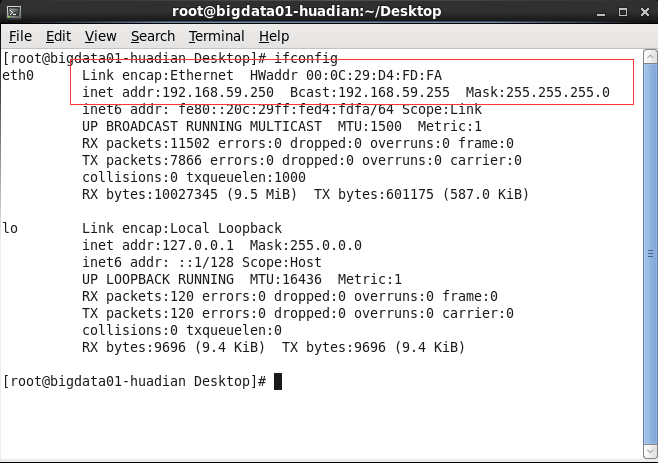 root@bigdata01-huadian:~/Desktop
File Edit View Search Terminal Help
[root@bigdata01-huadian Desktop]# ifconfig
eth0      Link encap:Ethernet  HWaddr 00:0C:29:D4:FD:FA
          inet addr:192.168.59.250  Bcast:192.168.59.255  Mask:255.255.255.0
          inet6 addr: fe80::20c:29ff:fed4:fdfa/64 Scope:Link
          UP BROADCAST RUNNING MULTICAST  MTU:1500  Metric:1
          RX packets:11502 errors:0 dropped:0 overruns:0 frame:0
          TX packets:7866 errors:0 dropped:0 overruns:0 carrier:0
          collisions:0 txqueuelen:1000
          RX bytes:10027345 (9.5 MiB)  TX bytes:601175 (587.0 KiB)
lo        Link encap:Local Loopback
          inet addr:127.0.0.1  Mask:255.0.0.0
          inet6 addr: ::1/128 Scope:Host
          UP LOOPBACK RUNNING  MTU:16436  Metric:1
          RX packets:120 errors:0 dropped:0 overruns:0 frame:0
          TX packets:120 errors:0 dropped:0 overruns:0 carrier:0
          collisions:0 txqueuelen:0
          RX bytes:9696 (9.4 KiB)  TX bytes:9696 (9.4 KiB)
[root@bigdata01-huadian Desktop]#